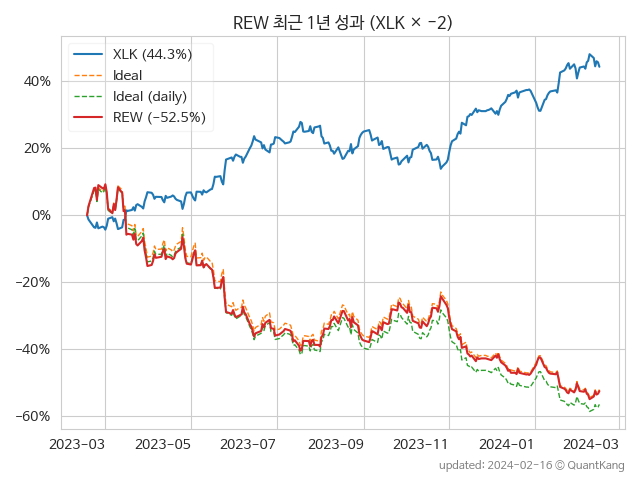 REW 최근 1년 성과 (XLK × −2)
XLK (44.3%)
Ideal
Ideal (daily)
REW (−52.5%)
40%
20%
0%
−20%
−40%
−60%
2023−03 2023−05 2023−07 2023−09 2023−11 2024−01 2024−03
updated: 2024−02−16 © QuantKang